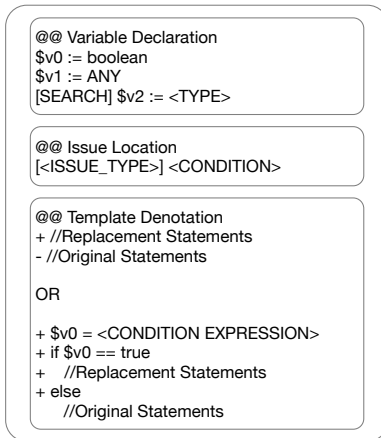 @@ Variable Declaration
$v0 := boolean
$v1 := ANY
[SEARCH] $v2 := <TYPE>
@@ Issue Location
[<ISSUE_TYPE>] <CONDITION>
@@ Template Denotation
+ //Replacement Statements
- //Original Statements
OR
+ $v0 = <CONDITION EXPRESSION>
+ if $v0 == true
+    //Replacement Statements
+ else
//Original Statements